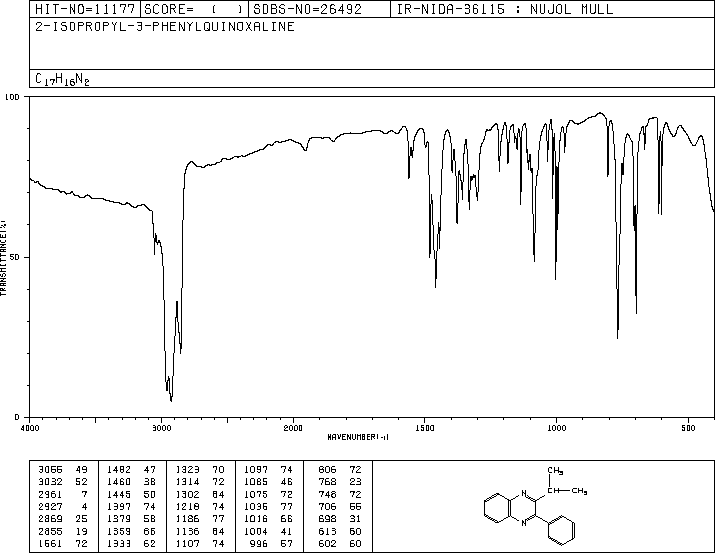 HIT-NO=11177 SCORE= ( ) SDBS-NO=26492 IR-NIDA-36115 : NUJOL MULL
2-ISOPROPYL-3-PHENYLQUINOXALINE
C17H16N2
100
50
0
TRANSMITTANCE(%)
4000 3000 2000 1500 1000 500
WAVENUMBER(-1)
3066 49 1482 47 1323 70 1097 74 806 72
3032 52 1460 38 1314 72 1085 46 768 23
2961 7 1445 50 1302 64 1075 72 748 72
2927 4 1397 74 1218 74 1036 77 706 55
2869 25 1379 58 1186 77 1016 66 698 31
2855 19 1359 66 1136 64 1004 41 613 60
1561 72 1333 62 1107 74 996 57 602 60
CH3
N CH CH3
N